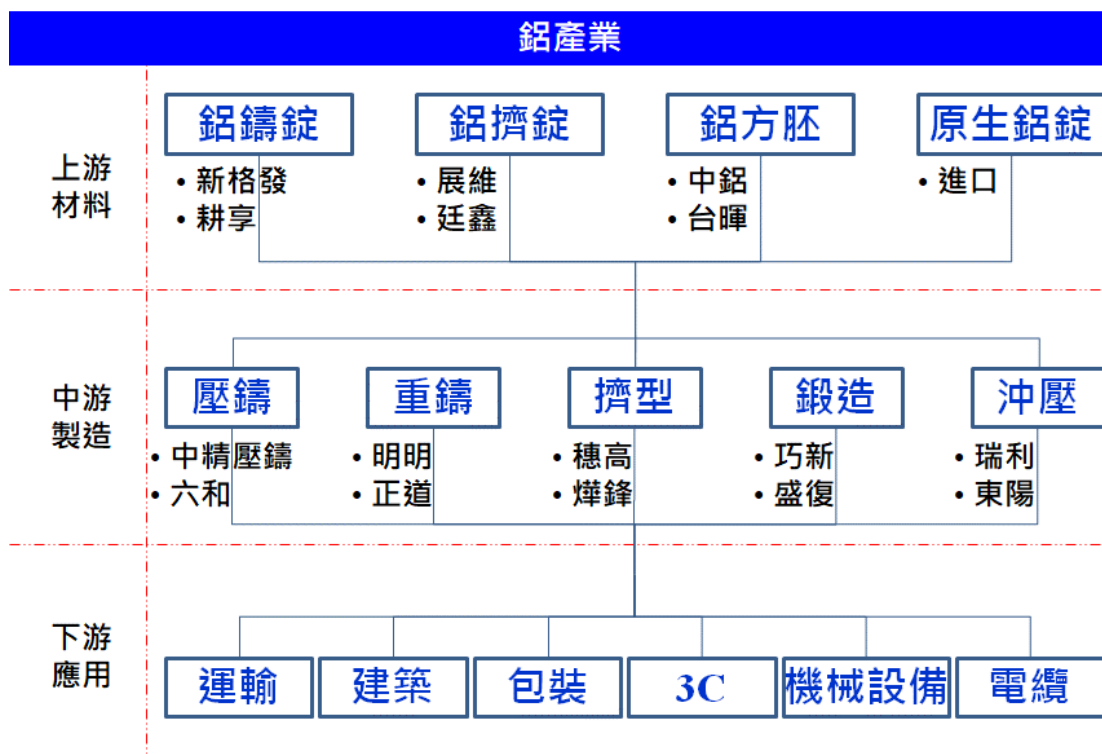 鋁產業
上游
材料
鋁鑄錠
鋁擠錠
鋁方胚
原生鋁錠
• 新格發
• 耕享
• 展維
• 廷鑫
• 中鋁
• 台暉
• 進口
中游
製造
壓鑄
重鑄
擠型
鍛造
沖壓
• 中精壓鑄
• 六和
• 明明
• 正道
• 穗高
• 燁鋒
• 巧新
• 盛復
• 瑞利
• 東陽
下游
應用
運輸
建築
包裝
3C
機械設備
電纜